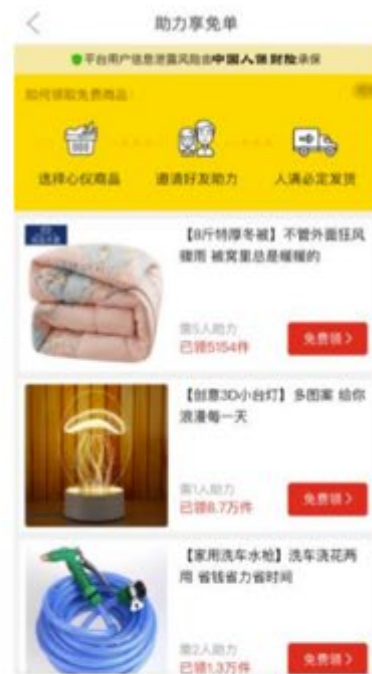 助力享免单
平台用户信息泄露风险由中国人保财险承保
如何领取免费商品:
选择心仪商品
邀请好友助力
人满必定发货
【8斤特厚冬被】不管外面狂风
骤雨 被窝里总是暖暖的
需5人助力
已领5154件
免费领>
【创意3D小台灯】多图案 给你
浪漫每一天
需1人助力
已领8.7万件
免费领>
【家用洗车水枪】洗车浇花两
用 省钱省力省时间
需2人助力
已领1.3万件
免费领>